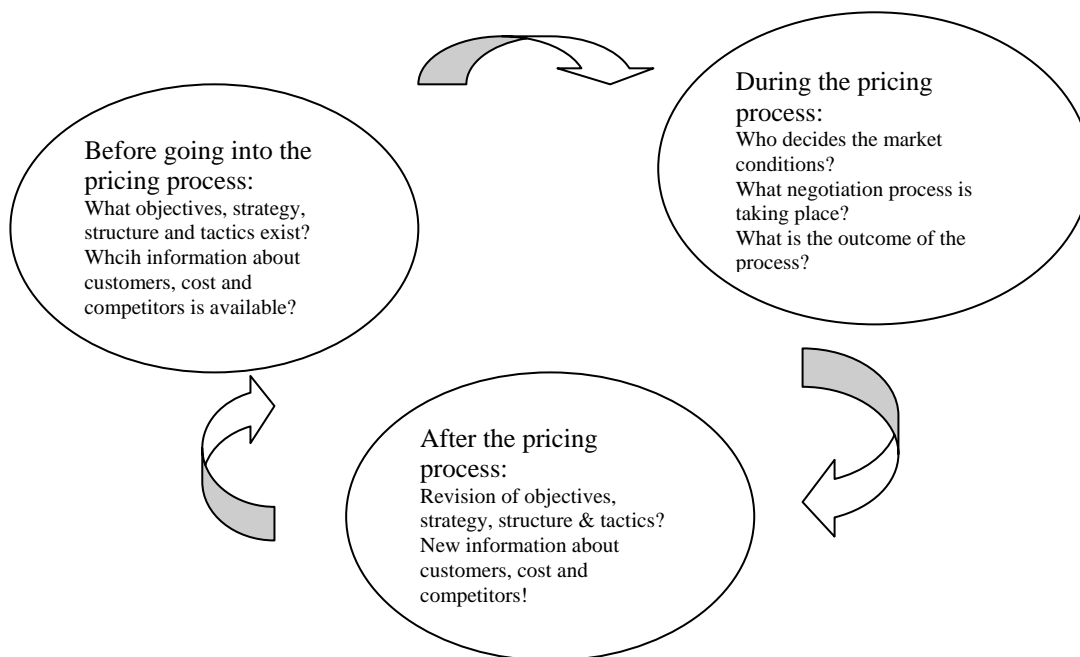 Before going into the
pricing process:
What objectives, strategy,
structure and tactics exist?
Whcih information about
customers, cost and
competitors is available?
During the pricing
process:
Who decides the market
conditions?
What negotiation process is
taking place?
What is the outcome of the
process?
After the pricing
process:
Revision of objectives,
strategy, structure & tactics?
New information about
customers, cost and
competitors!